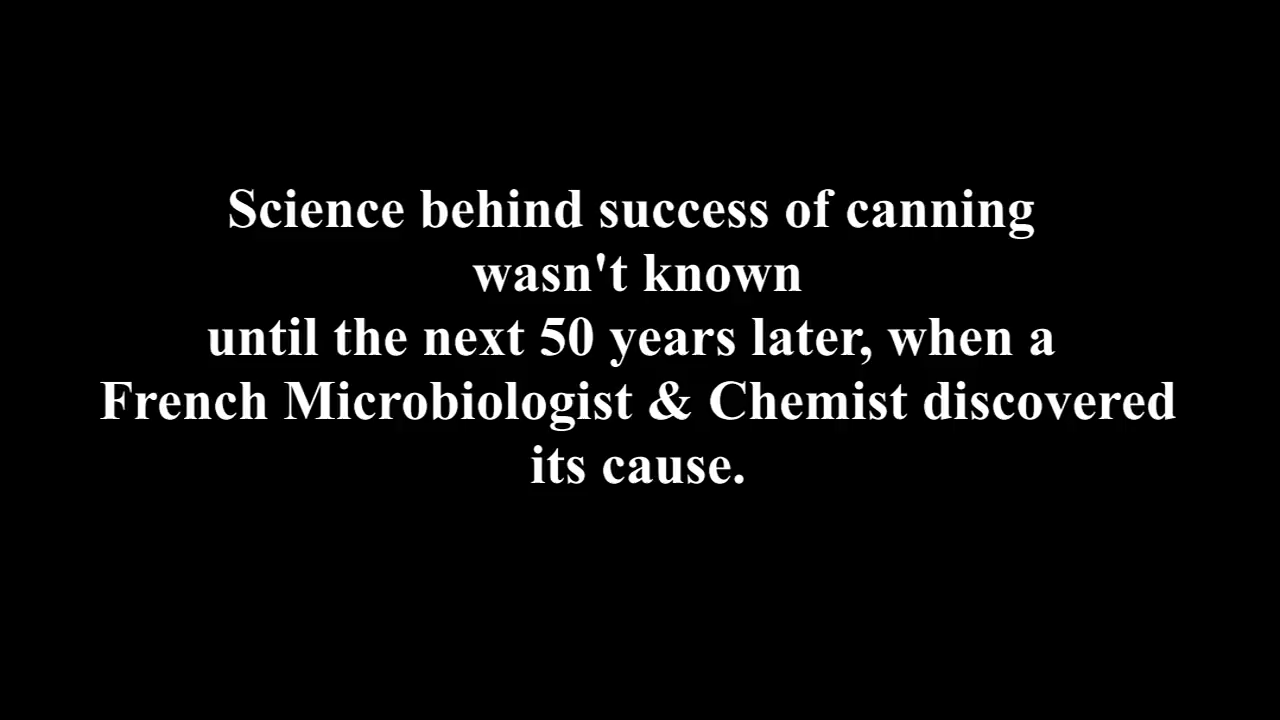 Science behind success of canning
wasn't known
until the next 50 years later, when a
French Microbiologist & Chemist discovered
its cause.